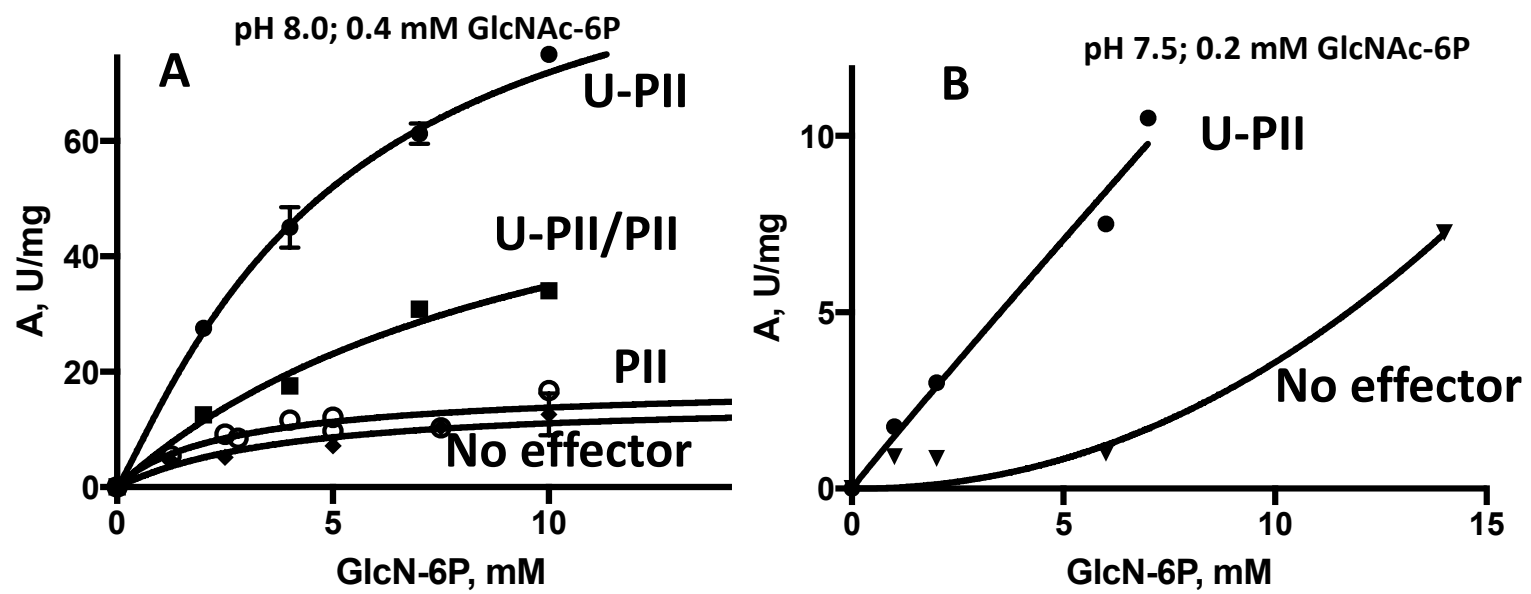 pH 8.0; 0.4 mM GlcNAc-6P
A
U-PII
U-PII/PII
PII
No effector
A, U/mg
60
40
20
0
0
5
10
GlcN-6P, mM
pH 7.5; 0.2 mM GlcNAc-6P
B
U-PII
No effector
A, U/mg
10
5
0
0
5
10
15
GlcN-6P, mM